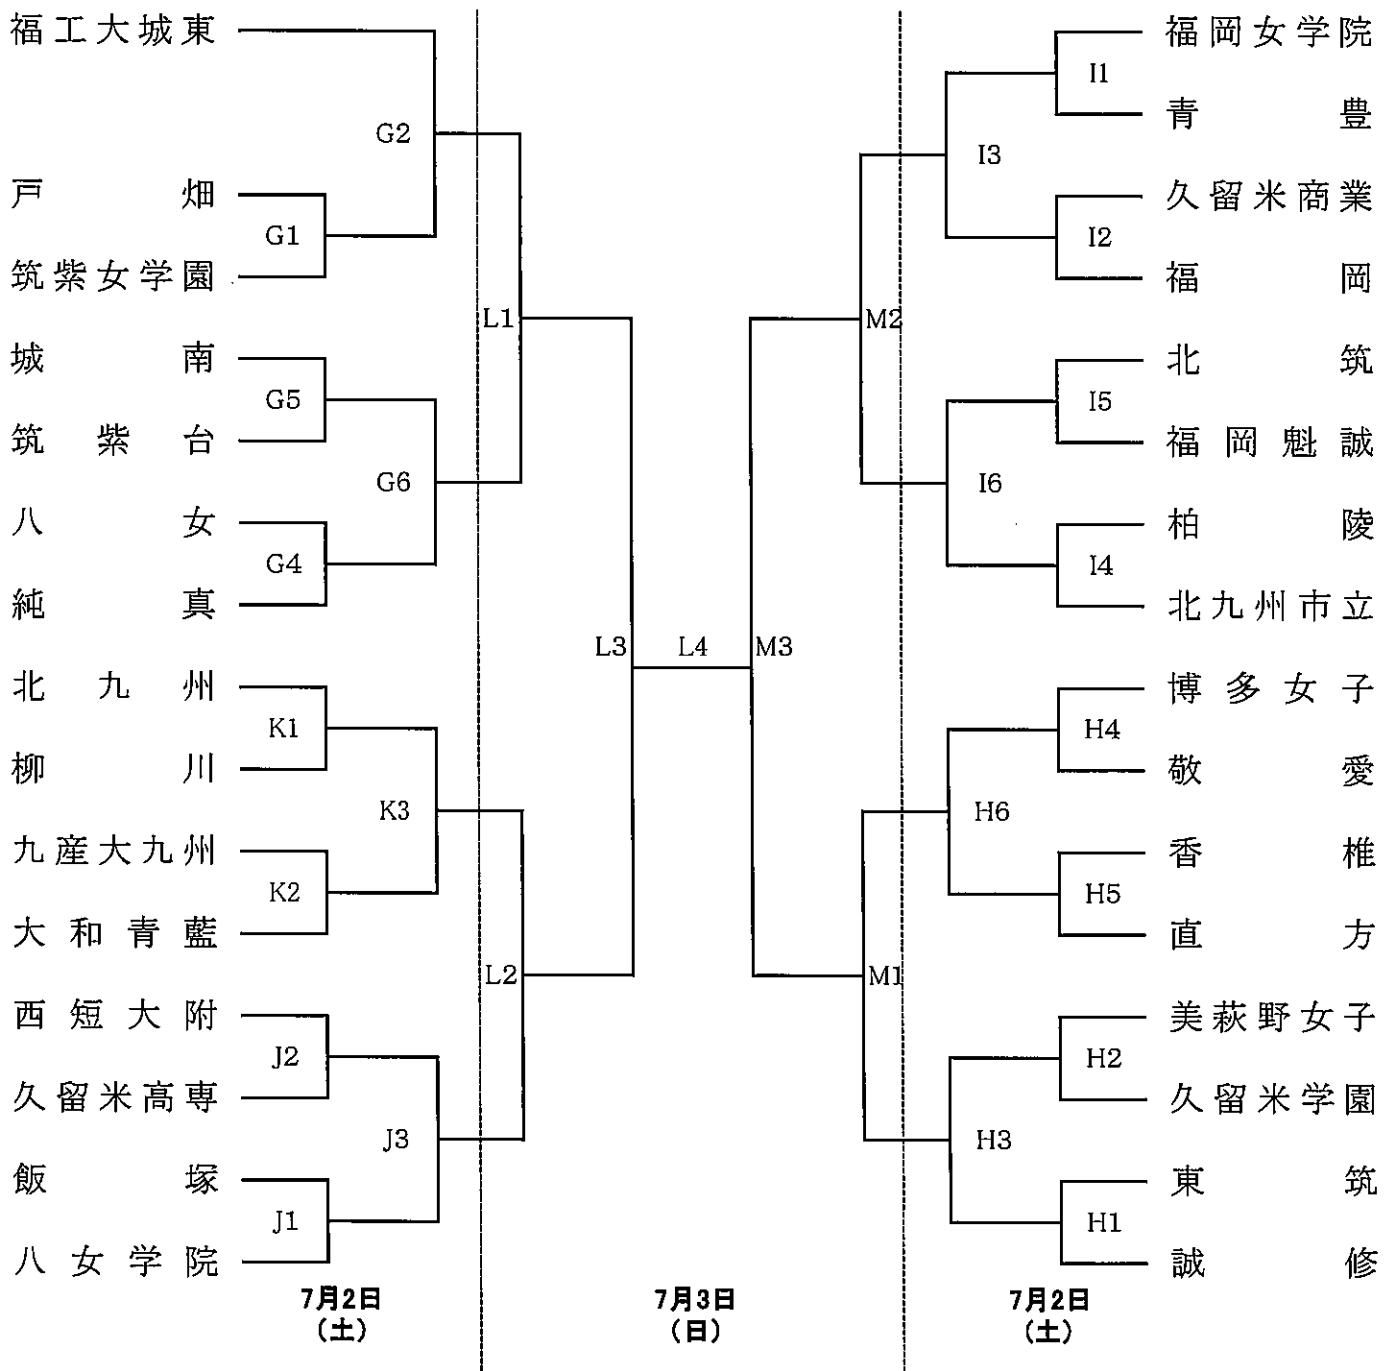 福工大城東
戸畑
筑紫女学園
城南
筑紫台
八女
純真
北九州
柳川
九産大九州
大和青藍
西短大附
久留米高専
飯塚
八女学院
G2
G1
G5
G6
G4
K1
K3
K2
J2
J3
J1
L1
L2
L3
L4
M3
M2
M1
I1
I3
I2
I5
I6
I4
H4
H6
H5
H2
H3
H1
福岡女学院
青豊
久留米商業
福岡
北筑
福岡魁誠
柏陵
北九州市立
博多女子
敬愛
香椎
直方
美萩野女子
久留米学園
東筑
誠修
7月2日
(土)
7月3日
(日)
7月2日
(土)